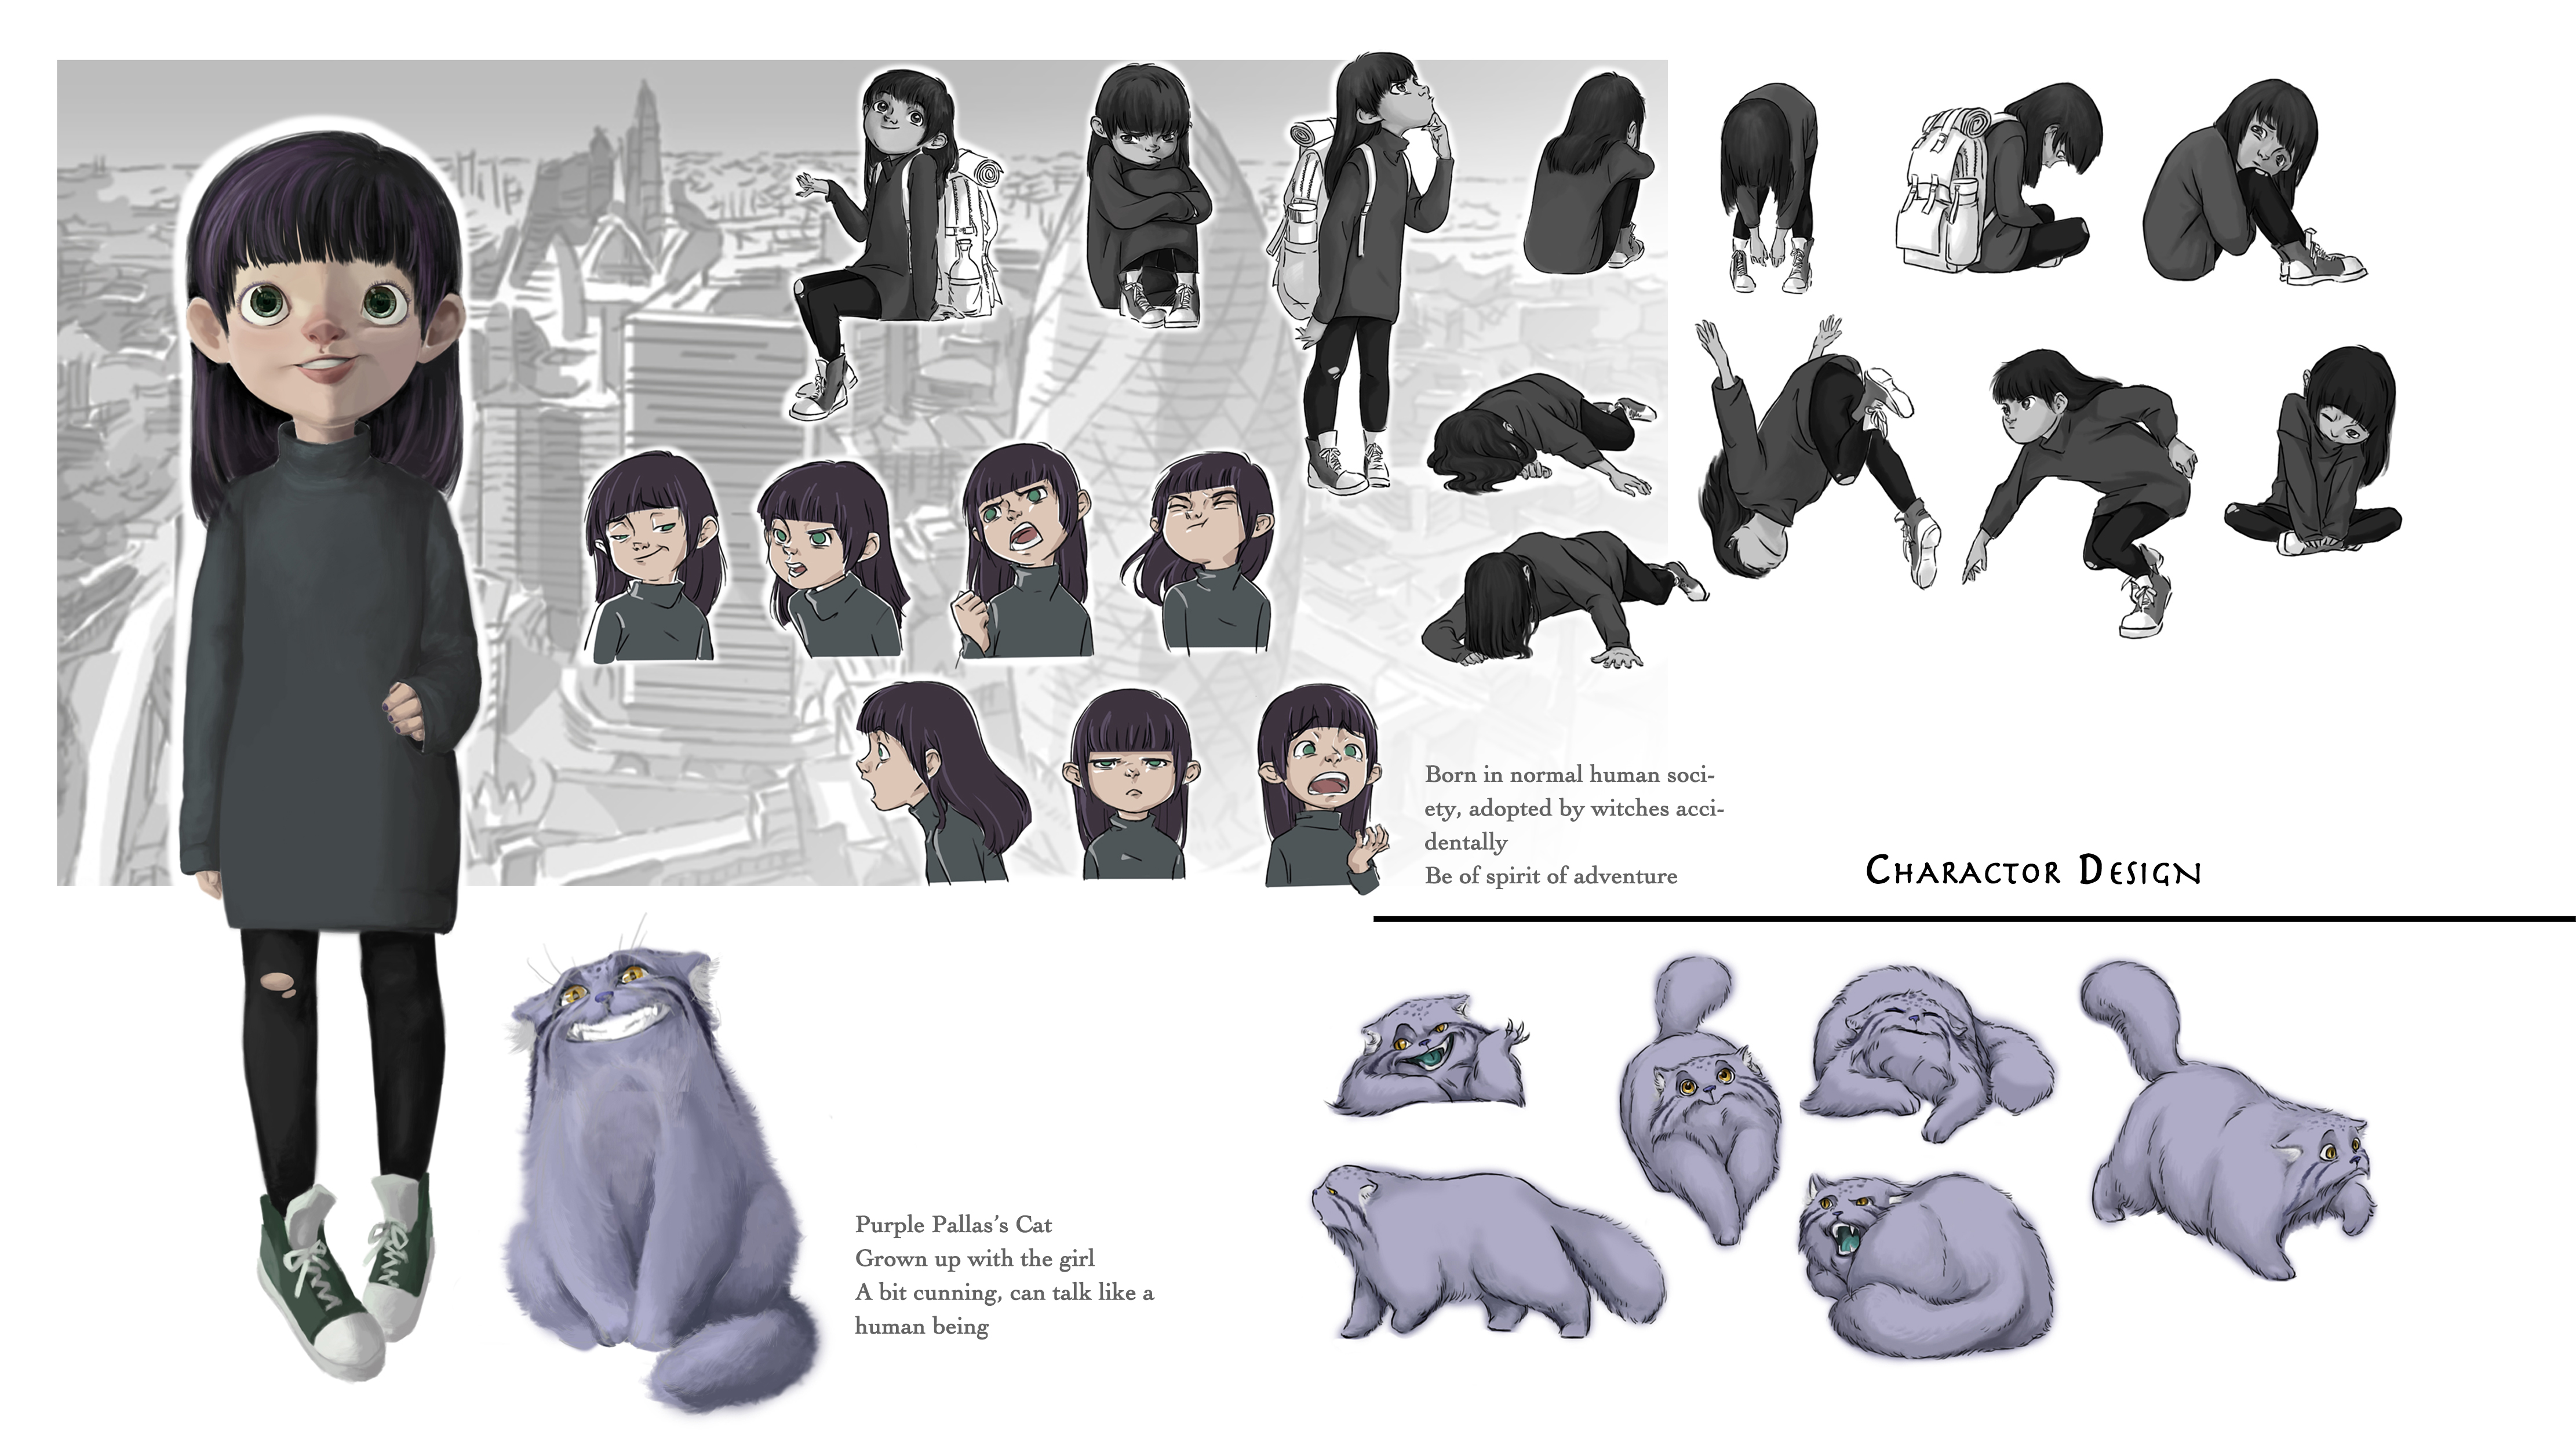 Born in normal human soci-
ety, adopted by witches acci-
dentally
Be of spirit of adventure
CHARACTOR DESIGN
Purple Pallas's Cat
Grown up with the girl
A bit cunning, can talk like a
human being